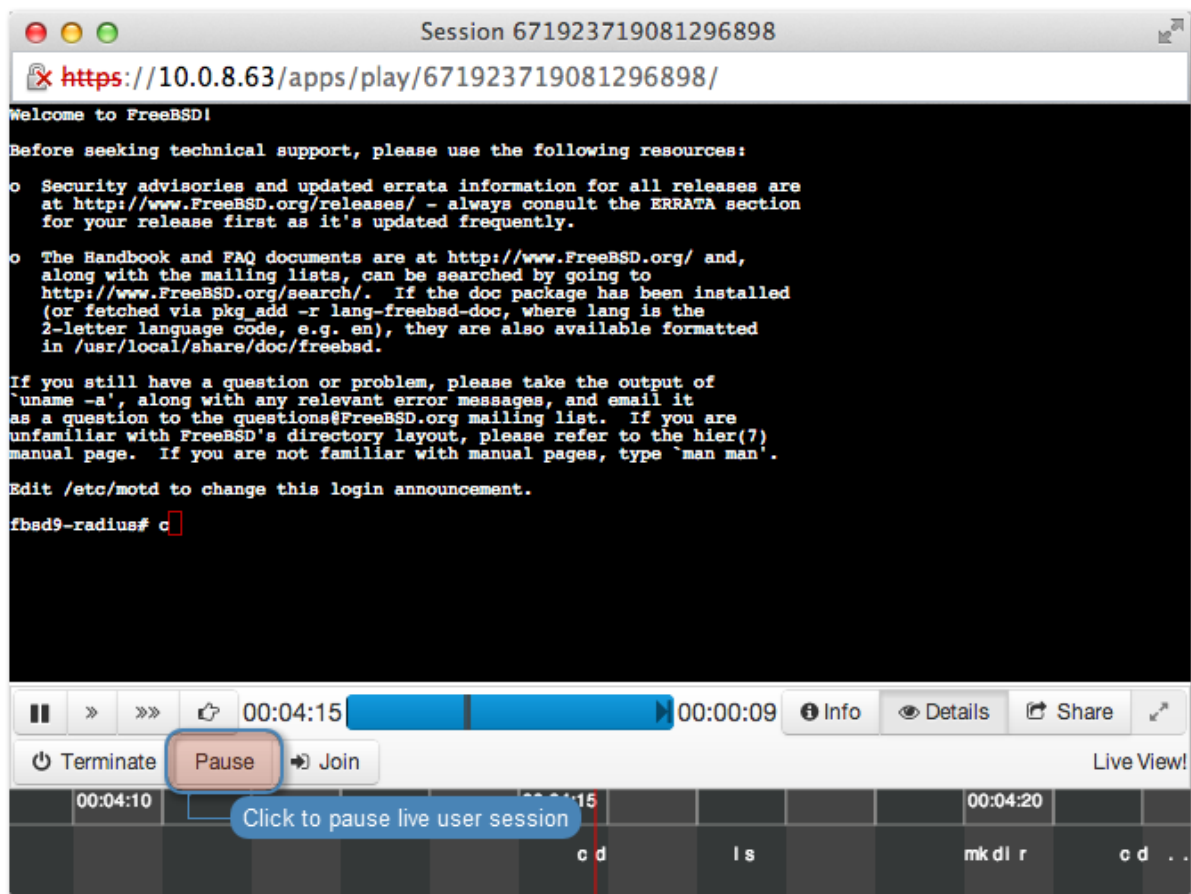 Session 671923719081296898
https://10.0.8.63/apps/play/671923719081296898/
Welcome to FreeBSD!
Before seeking technical support, please use the following resources:
o  Security advisories and updated errata information for all releases are
at http://www.FreeBSD.org/releases/ - always consult the ERRATA section
for your release first as it's updated frequently.
o  The Handbook and FAQ documents are at http://www.FreeBSD.org/ and,
along with the mailing lists, can be searched by going to
http://www.FreeBSD.org/search/.  If the doc package has been installed
(or fetched via pkg_add -r lang-freebsd-doc, where lang is the
2-letter language code, e.g. en), they are also available formatted
in /usr/local/share/doc/freebsd.
If you still have a question or problem, please take the output of
`uname -a', along with any relevant error messages, and email it
as a question to the questions@FreeBSD.org mailing list.  If you are
unfamiliar with FreeBSD's directory layout, please refer to the hier(7)
manual page.  If you are not familiar with manual pages, type `man man'.
Edit /etc/motd to change this login announcement.
fbsd9-radius# c
00:04:15 00:00:09 Info Details Share
Terminate Pause Join Live View!
00:04:10 :15 00:04:20
Click to pause live user session
cd ls mkdir cd ..